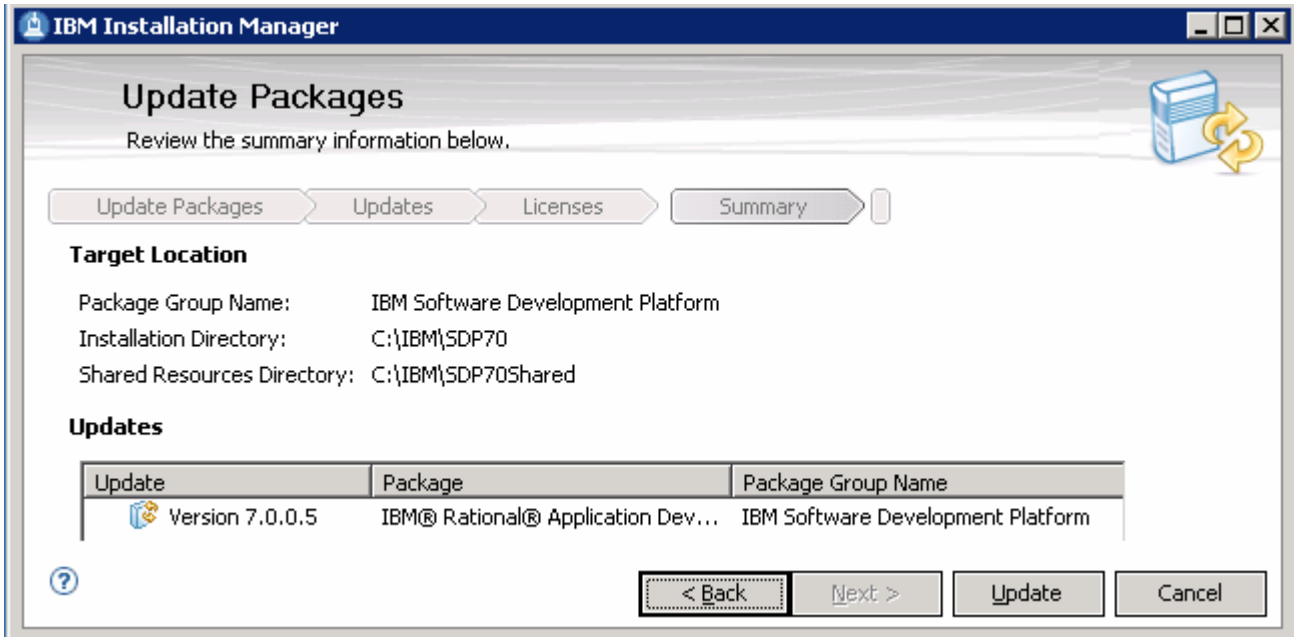 IBM Installation Manager
Update Packages
Review the summary information below.
Update Packages Updates Licenses Summary
Target Location
Package Group Name: IBM Software Development Platform
Installation Directory: C:\IBM\SDP70
Shared Resources Directory: C:\IBM\SDP70Shared
Updates
Update Package Package Group Name
Version 7.0.0.5 IBM® Rational® Application Dev... IBM Software Development Platform
? < Back Next > Update Cancel